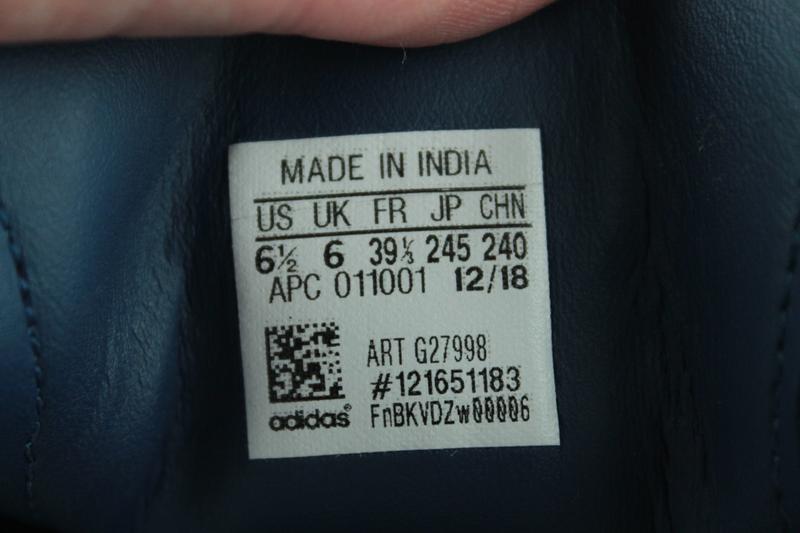 MADE IN INDIA
US UK FR JP CHN
6½ 6 39⅓ 245 240
APC 011001 12/18
ART G27998
#121651183
adidas® FnBKVDZw00006